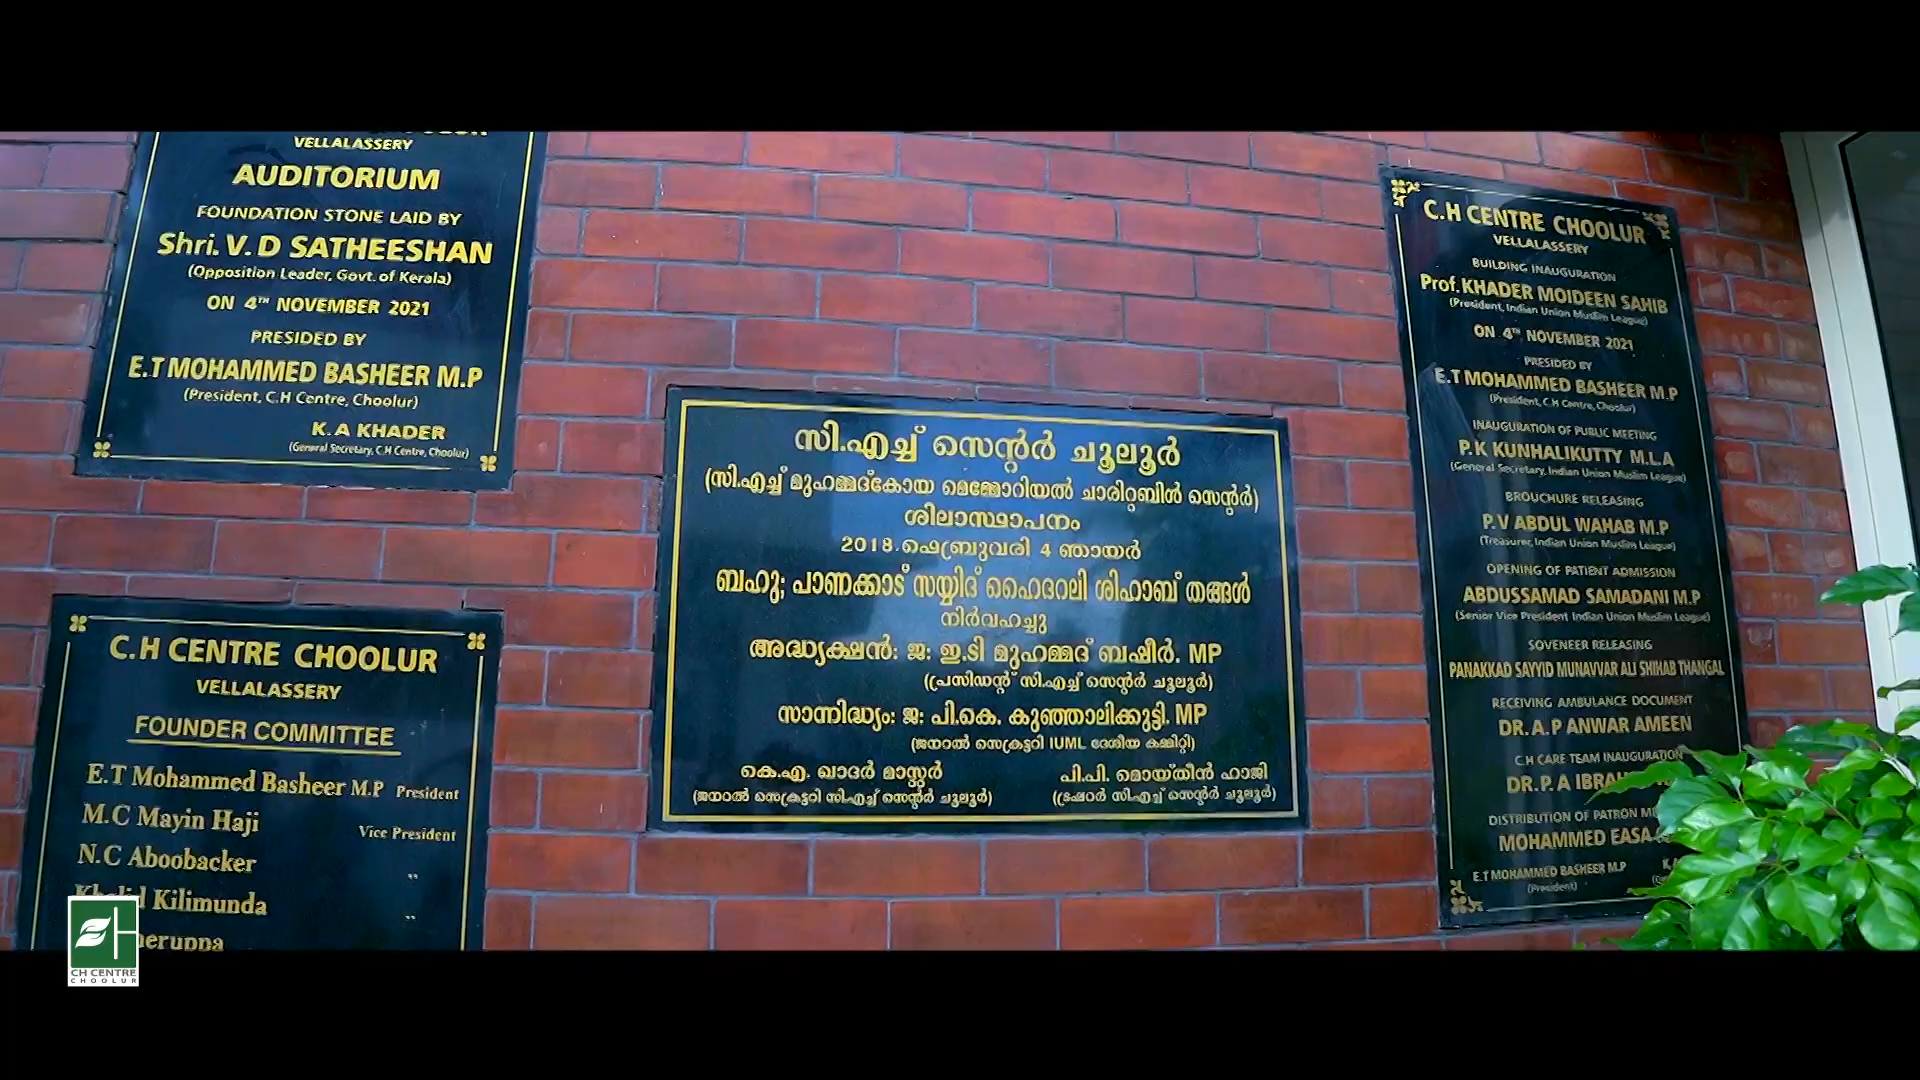 VELLALASSERY
AUDITORIUM
FOUNDATION STONE LAID BY
Shri. V. D SATHEESHAN
(Opposition Leader, Govt. of Kerala)
ON 4TH NOVEMBER 2021
PRESIDED BY
E.T MOHAMMED BASHEER M.P
(President, C.H Centre, Choolur)
K. A KHADER
(General Secretary, C.H Centre, Choolur)
C.H CENTRE CHOOLUR
VELLALASSERY
FOUNDER COMMITTEE
E.T Mohammed Basheer M.P President
M.C Mayin Haji Vice President
N.C Aboobacker "
Khalid Kilimunda "
സി.എച്ച് സെന്റർ ചൂലൂർ
(സി.എച്ച് മുഹമ്മദ്കോയ മെമ്മോറിയൽ ചാരിറ്റബിൾ സെന്റർ)
ശിലാസ്ഥാപനം
2018.ഫെബ്രുവരി 4 ഞായർ
ബഹു; പാണക്കാട് സയ്യിദ് ഹൈദറലി ശിഹാബ് തങ്ങൾ
നിർവഹച്ചു
അദ്ധ്യക്ഷൻ: ജ: ഇ.ടി മുഹമ്മദ് ബഷീർ. MP
(പ്രസിഡന്റ് സി.എച്ച് സെന്റർ ചൂലൂർ)
സാന്നിദ്ധ്യം: ജ: പി.കെ. കുഞ്ഞാലിക്കുട്ടി. MP
(ജനറൽ സെക്രട്ടറി IUML ദേശീയ കമ്മിറ്റി)
കെ.എ. ഖാദർ മാസ്റ്റർ പി.പി. മൊയ്തീൻ ഹാജി
(ജനറൽ സെക്രട്ടറി സി.എച്ച് സെന്റർ ചൂലൂർ) (ട്രഷറർ സി.എച്ച് സെന്റർ ചൂലൂർ)
C.H CENTRE CHOOLUR
VELLALASSERY
BUILDING INAUGURATION
Prof. KHADER MOIDEEN SAHIB
(President, Indian Union Muslim League)
ON 4TH NOVEMBER 2021
PRESIDED BY
E.T MOHAMMED BASHEER M.P
(President, C.H Centre, Choolur)
INAUGURATION OF PUBLIC MEETING
P.K KUNHALIKUTTY M.L.A
(General Secretary, Indian Union Muslim League)
BROUCHURE RELEASING
P.V ABDUL WAHAB M.P
(Treasurer, Indian Union Muslim League)
OPENING OF PATIENT ADMISSION
ABDUSSAMAD SAMADANI M.P
(Senior Vice President Indian Union Muslim League)
SOVENEER RELEASING
PANAKKAD SAYYID MUNAVVAR ALI SHIHAB THANGAL
RECEIVING AMBULANCE DOCUMENT
DR. A. P ANWAR AMEEN
C.H CARE TEAM INAUGURATION
DR. P. A
DISTRIBUTION OF PATRON
MOHAMMED EASA
E.T MOHAMMED BASHEER M.P
(President)
CH CENTRE
CHOOLUR